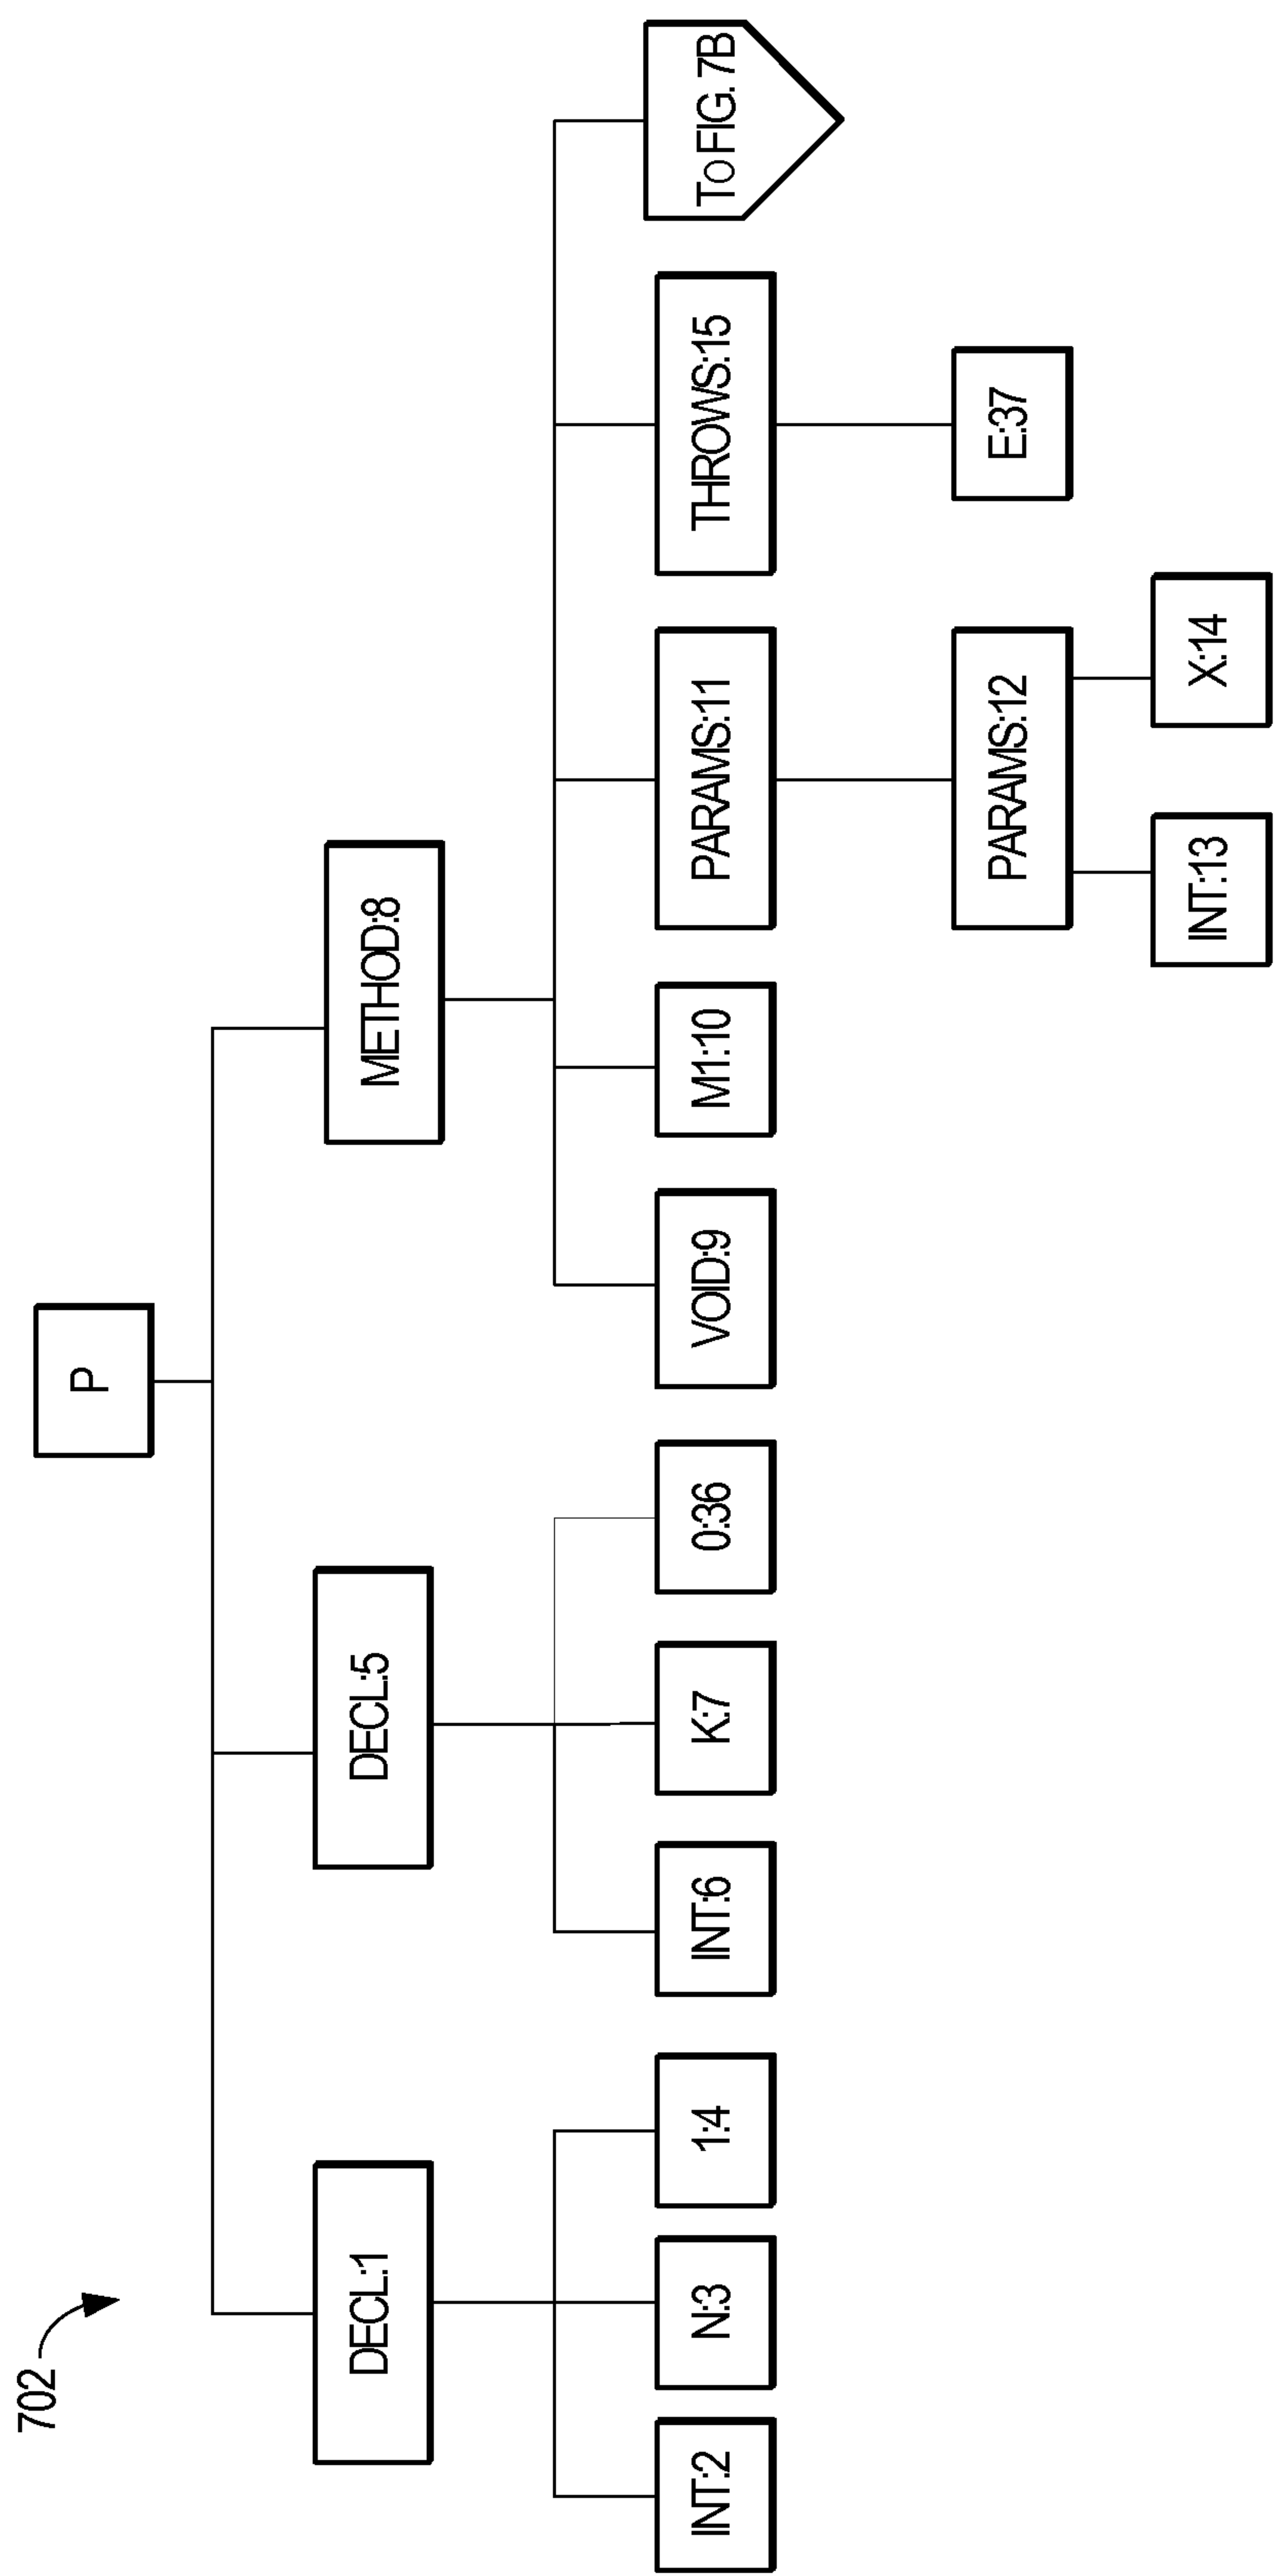 702
P
DECL:1
DECL:5
METHOD:8
INT:2
N:3
1:4
INT:6
K:7
0:36
VOID:9
M1:10
PARAMS:11
THROWS:15
TO FIG. 7B
PARAMS:12
E:37
INT:13
X:14